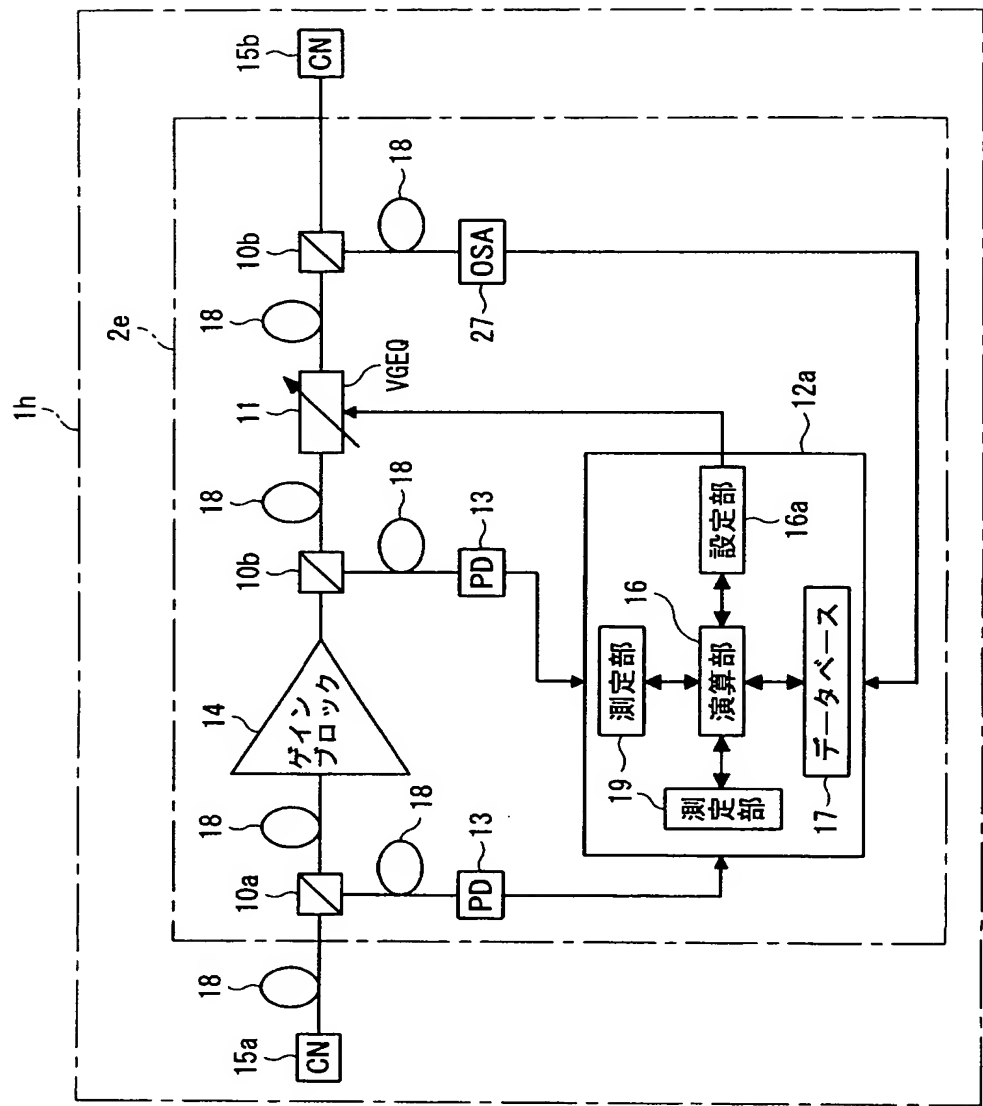 1h
2e
15a
CN
18
10a
18
18
PD
13
14
ゲイン
ブロック
10b
18
18
PD
13
11
VGEQ
18
10b
18
OSA
27
15b
CN
12a
測定部
19
測定部
16
演算部
設定部
16a
17
データベース